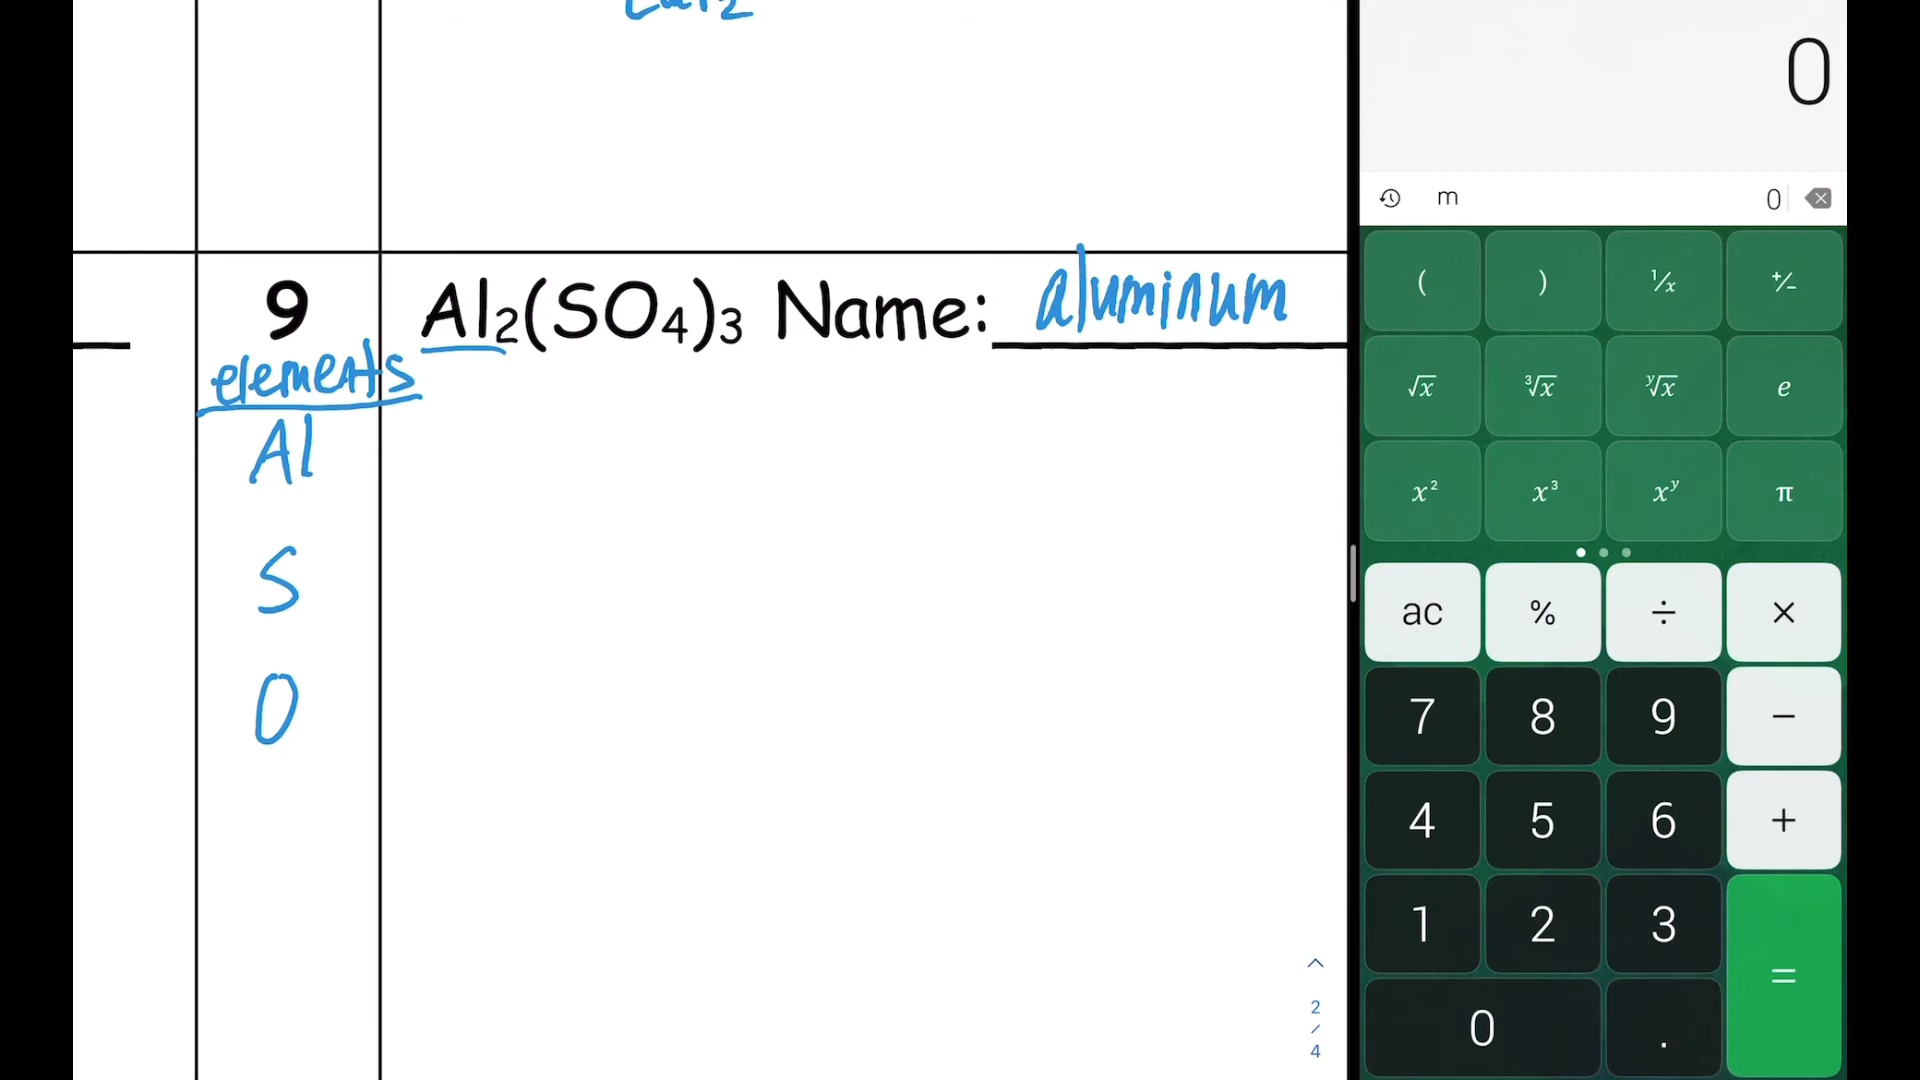 0
m 0
9 Al₂(SO₄)₃ Name: aluminum
elements
Al
S
O
( ) ¹/x ⁺/₋
√x ³√x ʸ√x e
x² x³ xʸ π
ac % ÷ ×
7 8 9 −
4 5 6 +
1 2 3 =
0 .
2
/
4